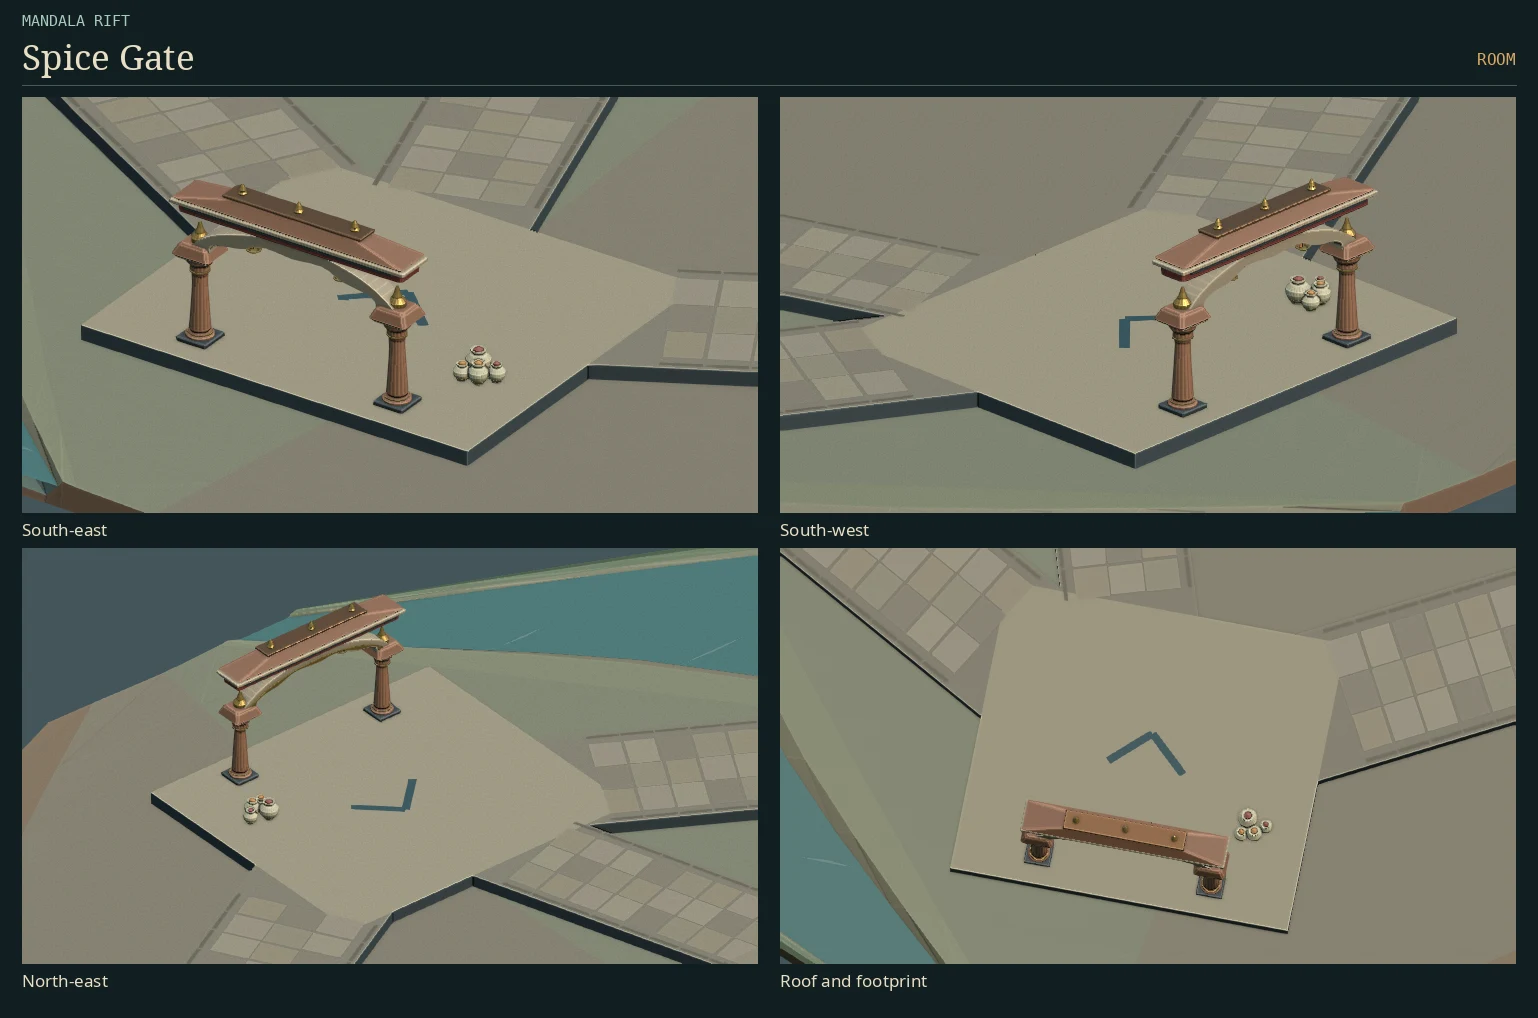 MANDALA RIFT
Spice Gate
ROOM
South-east
South-west
North-east
Roof and footprint